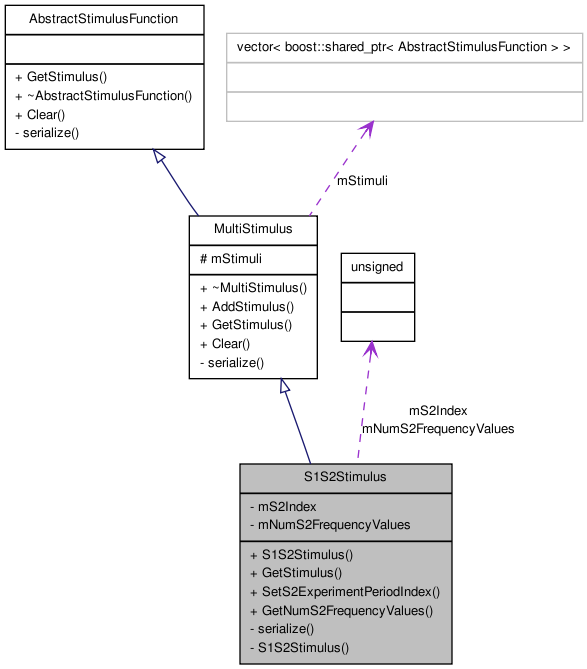 AbstractStimulusFunction
+ GetStimulus()
+ ~AbstractStimulusFunction()
+ Clear()
- serialize()
vector< boost::shared_ptr< AbstractStimulusFunction > >
mStimuli
MultiStimulus
# mStimuli
+ ~MultiStimulus()
+ AddStimulus()
+ GetStimulus()
+ Clear()
- serialize()
unsigned
mS2Index
mNumS2FrequencyValues
S1S2Stimulus
- mS2Index
- mNumS2FrequencyValues
+ S1S2Stimulus()
+ GetStimulus()
+ SetS2ExperimentPeriodIndex()
+ GetNumS2FrequencyValues()
- serialize()
- S1S2Stimulus()